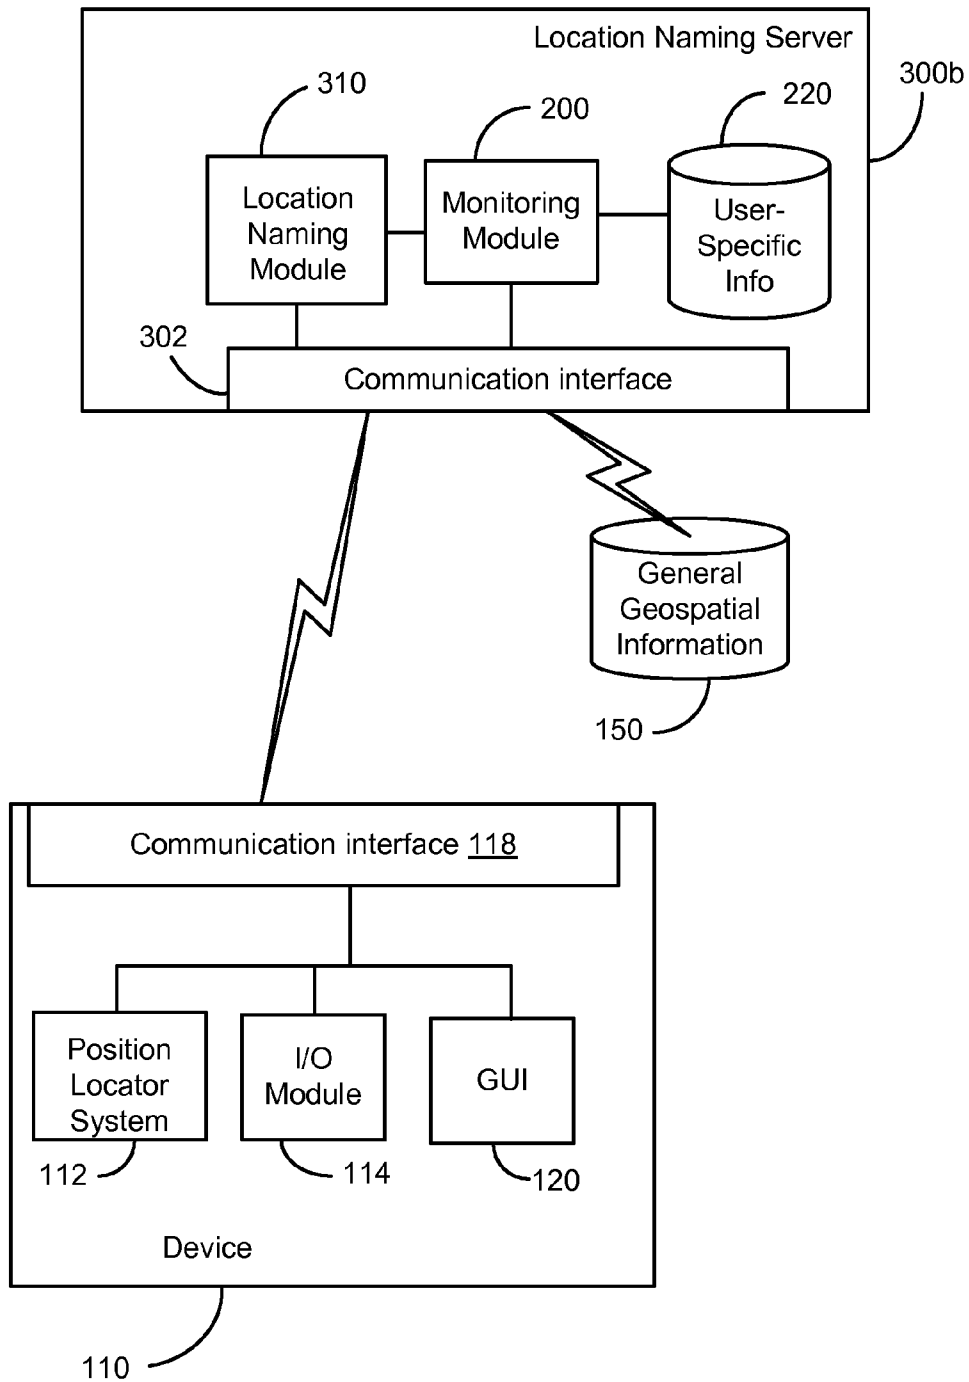 Location Naming Server
300b
310
200
220
Location
Naming
Module
Monitoring
Module
User-
Specific
Info
302
Communication interface
General
Geospatial
Information
150
Communication interface 118
Position
Locator
System
I/O
Module
GUI
112
114
120
Device
110